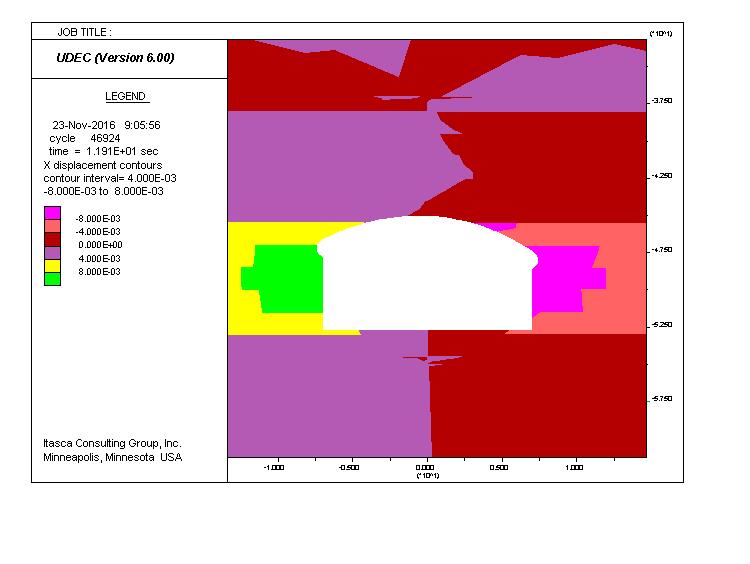 JOB TITLE :
(*10^1)
UDEC (Version 6.00)
LEGEND
23-Nov-2016 9:05:56
cycle 46924
time = 1.191E+01 sec
X displacement contours
contour interval= 4.000E-03
-8.000E-03 to 8.000E-03
-8.000E-03
-4.000E-03
0.000E+00
4.000E-03
8.000E-03
-3.750
-4.250
-4.750
-5.250
-5.750
Itasca Consulting Group, Inc.
Minneapolis, Minnesota USA
-1.000 -0.500 0.000 0.500 1.000
(*10^1)